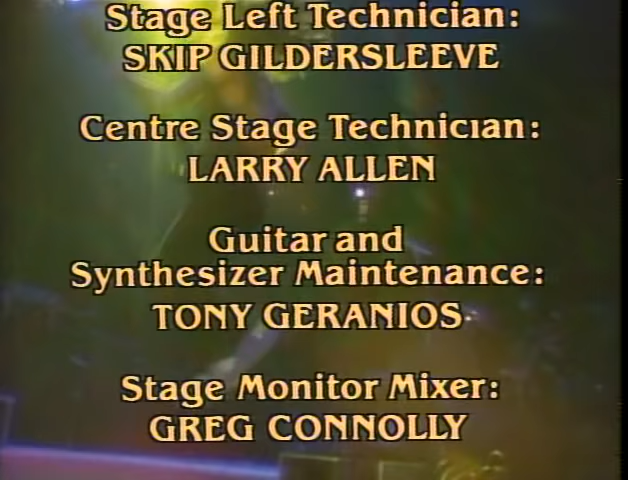 Stage Left Technician:
SKIP GILDERSLEEVE
Centre Stage Technician:
LARRY ALLEN
Guitar and
Synthesizer Maintenance:
TONY GERANIOS
Stage Monitor Mixer:
GREG CONNOLLY